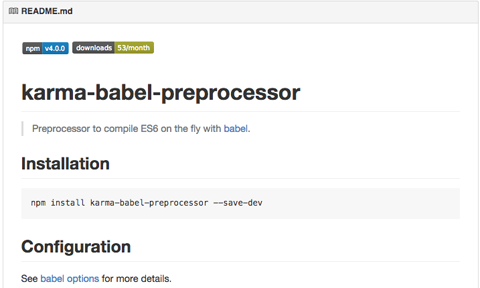 README.md
npm v4.0.0 downloads 53/month
karma-babel-preprocessor
Preprocessor to compile ES6 on the fly with babel.
Installation
npm install karma-babel-preprocessor --save-dev
Configuration
See babel options for more details.